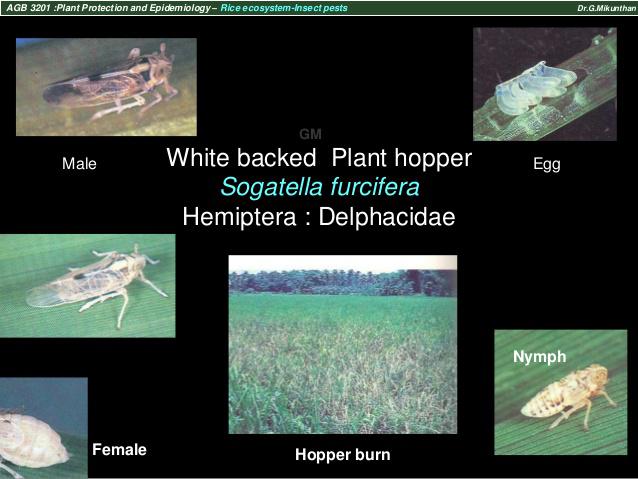 AGB 3201 :Plant Protection and Epidemiology – Rice ecosystem-Insect pests
Dr.G.Mikunthan
GM
White backed Plant hopper
Sogatella furcifera
Hemiptera : Delphacidae
Male
Egg
Nymph
Female
Hopper burn